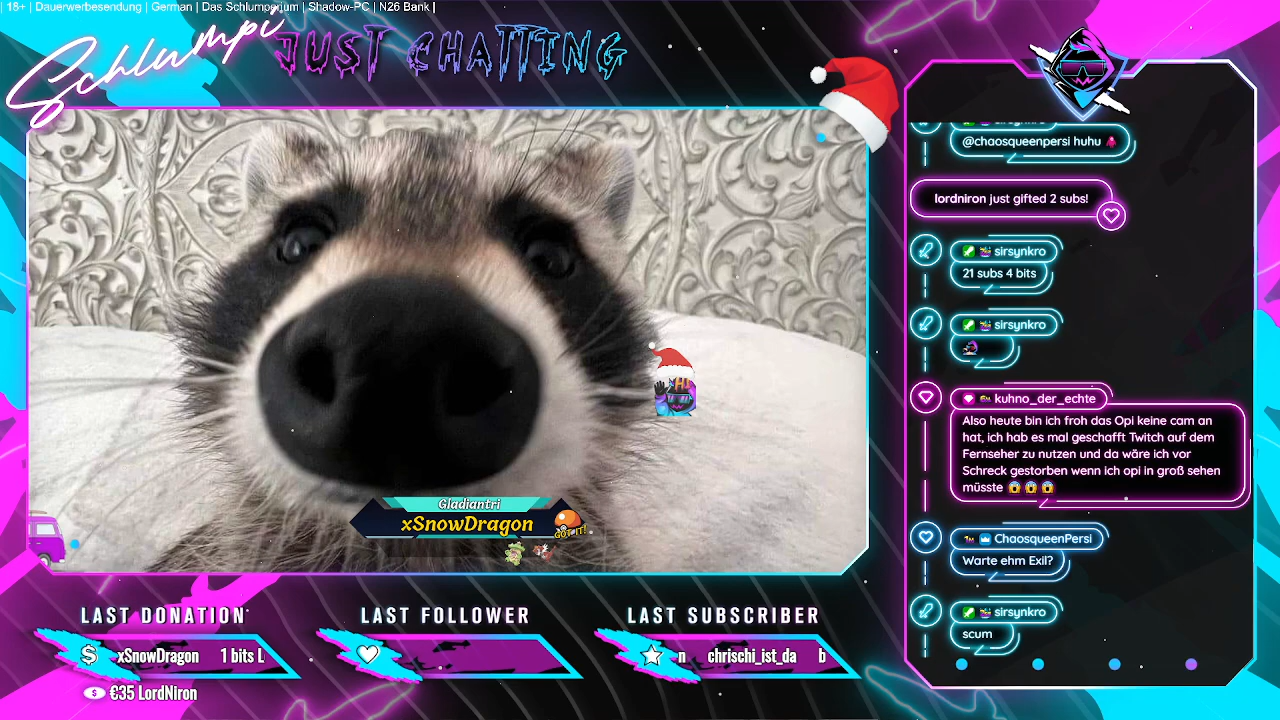 | 18+ | Dauerwerbesendung | German | Das Schlumperium | Shadow-PC | N26 Bank |
Schlumpi
JUST CHATTING
@chaosqueenpersi huhu
lordniron just gifted 2 subs!
sirsynkro
21 subs 4 bits
sirsynkro
kuhno_der_echte
Also heute bin ich froh das Opi keine cam an
hat, ich hab es mal geschafft Twitch auf dem
Fernseher zu nutzen und da wäre ich vor
Schreck gestorben wenn ich opi in groß sehen
müsste
ChaosqueenPersi
Warte ehm Exil?
sirsynkro
scum
Gladiantri
xSnowDragon
GOT IT!
LAST DONATION
xSnowDragon 1 bits L
€35 LordNiron
LAST FOLLOWER
LAST SUBSCRIBER
n chrischi_ist_da b